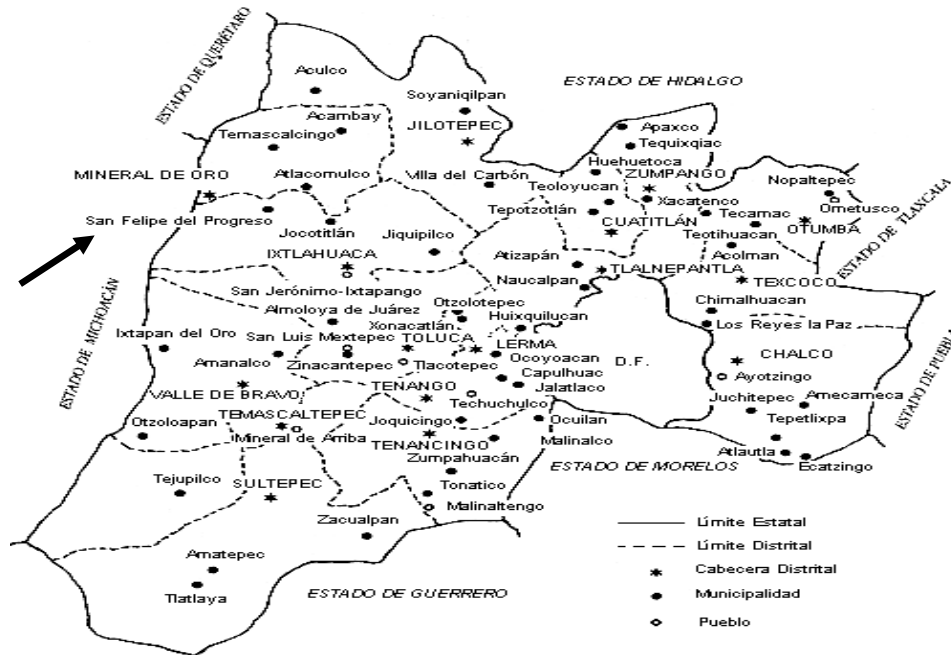 ESTADO DE QUERÉTARO
Aculco
Soyaniqilpan
ESTADO DE HIDALGO
JILOTEPEC
Acambay
Temascalcingo
Apaxco
Tequixqiac
Huehuetoca
MINERAL DE ORO
Atlacomulco
Villa del Carbón
ZUMPANGO
Teoloyucan
Nopaltepec
Xacatenco
Ometusco
San Felipe del Progreso
Tepotzotlán
CUATITLÁN
Tecamac
OTUMBA
Jocotitlán
Jiquipilco
Teotihuacan
Acolman
ESTADO DE TLAXCALA
IXTLAHUACA
Atizapán
TLALNEPANTLA
Naucalpan
TEXCOCO
San Jerónimo-Ixtapango
Otzolotepec
Chimalhuacan
ESTADO DE MICHOACÁN
Almoloya de Juárez
Huixquilucan
Ixtapan del Oro
San Luis Mextepec
Xonacatlán
Los Reyes la Paz
TOLUCA
LERMA
Amanalco
Zinacantepec
Tlacotepec
Ocoyoacan
D.F.
CHALCO
Capulhuac
Ayotzingo
ESTADO DE PUEBLA
VALLE DE BRAVO
TENANGO
Jalatlaco
Techuchulco
Juchitepec
Amecameca
TEMASCALTEPEC
Joquicingo
Ocuilan
Tepetlixpa
Otzoloapan
Mineral de Arriba
TENANCINGO
Malinalco
Atlautla
Zumpahuacán
ESTADO DE MORELOS
Ecatzingo
Tejupilco
SULTEPEC
Tonatico
Malinaltengo
Zacualpan
Amatepec
Tlatlaya
ESTADO DE GUERRERO
Límite Estatal
Límite Distrital
Cabecera Distrital
Municipalidad
Pueblo